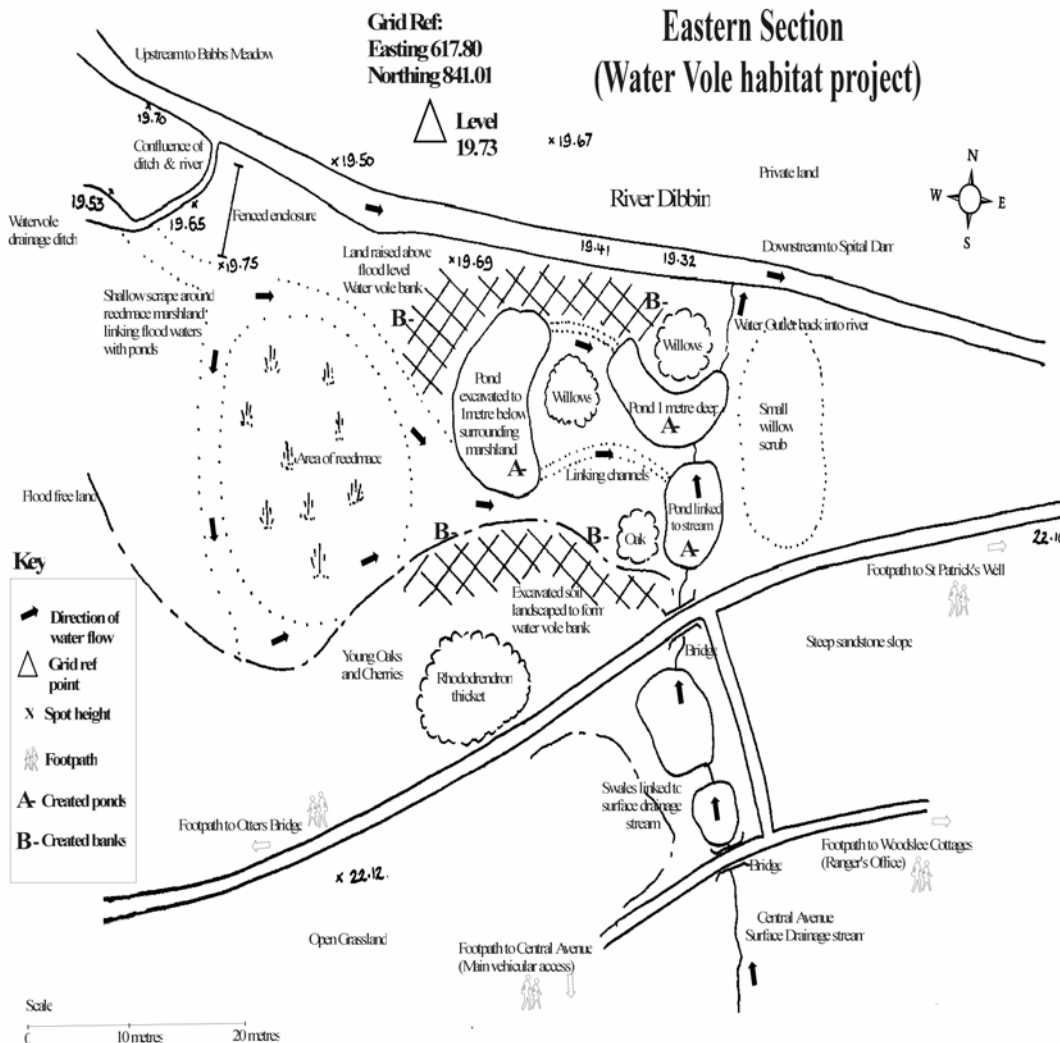 Eastern Section
(Water Vole habitat project)
Grid Ref:
Easting 617.80
Northing 841.01
Level
19.73
Upstream to Babbs Meadow
19.70
Confluence of
ditch & river
19.50
19.67
Private land
N
W
E
S
River Dibbin
19.53
19.65
Fenced enclosure
Watervole
drainage ditch
19.75
Land raised above
flood level
Water vole bank
19.69
19.41
19.32
Downstream to Spital Dam
Shallow scrape around
reedmace marshland
linking flood waters
with ponds
B-
B-
Willows
Water Outlet back into river
Pond
excavated to
1metre below
surrounding
marshland
A-
Willows
Pond 1 metre deep
A-
Small
willow
scrub
Area of reedmace
Linking channels
Flood free land
B-
B-
Oak
Pond linked
to stream
A-
22.10
Footpath to St Patrick's Well
Key
Direction of
water flow
Grid ref
point
x Spot height
Footpath
A- Created ponds
B- Created banks
Excavated soil
landscaped to form
water vole bank
Young Oaks
and Cherries
Rhododendron
thicket
Bridge
Steep sandstone slope
Swales linked to
surface drainage
stream
Footpath to Otters Bridge
22.12.
Footpath to Woodslee Cottages
(Ranger's Office)
Bridge
Central Avenue
Surface Drainage stream
Open Grassland
Footpath to Central Avenue
(Main vehicular access)
Scale
0
10 metres
20 metres